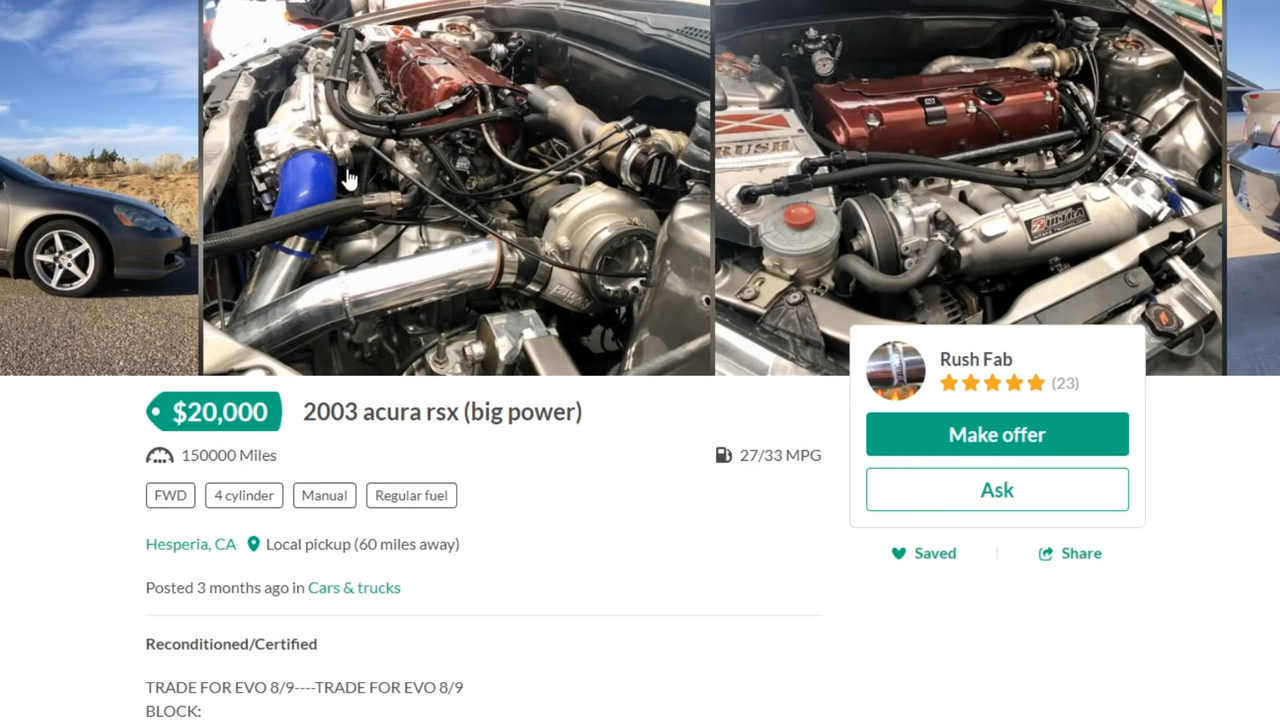 RUSH
ULTRA
Rush Fab
(23)
Make offer
Ask
Saved
Share
$20,000
2003 acura rsx (big power)
150000 Miles
27/33 MPG
FWD
4 cylinder
Manual
Regular fuel
Hesperia, CA
Local pickup (60 miles away)
Posted 3 months ago in Cars & trucks
Reconditioned/Certified
TRADE FOR EVO 8/9----TRADE FOR EVO 8/9
BLOCK: